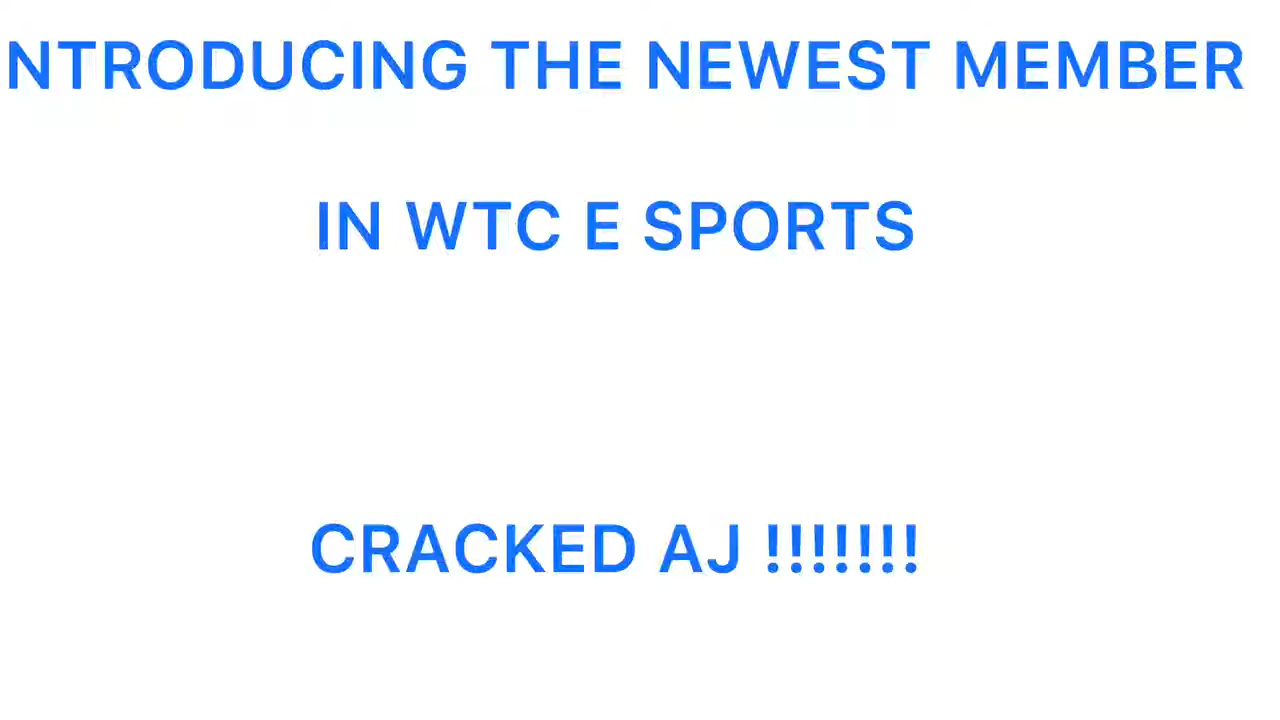 NTRODUCING THE NEWEST MEMBER
IN WTC E SPORTS
CRACKED AJ !!!!!!!